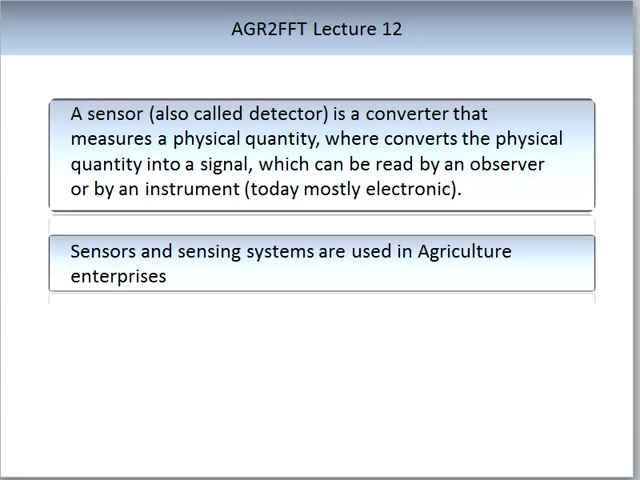 AGR2FFT Lecture 12
A sensor (also called detector) is a converter that
measures a physical quantity, where converts the physical
quantity into a signal, which can be read by an observer
or by an instrument (today mostly electronic).
Sensors and sensing systems are used in Agriculture
enterprises